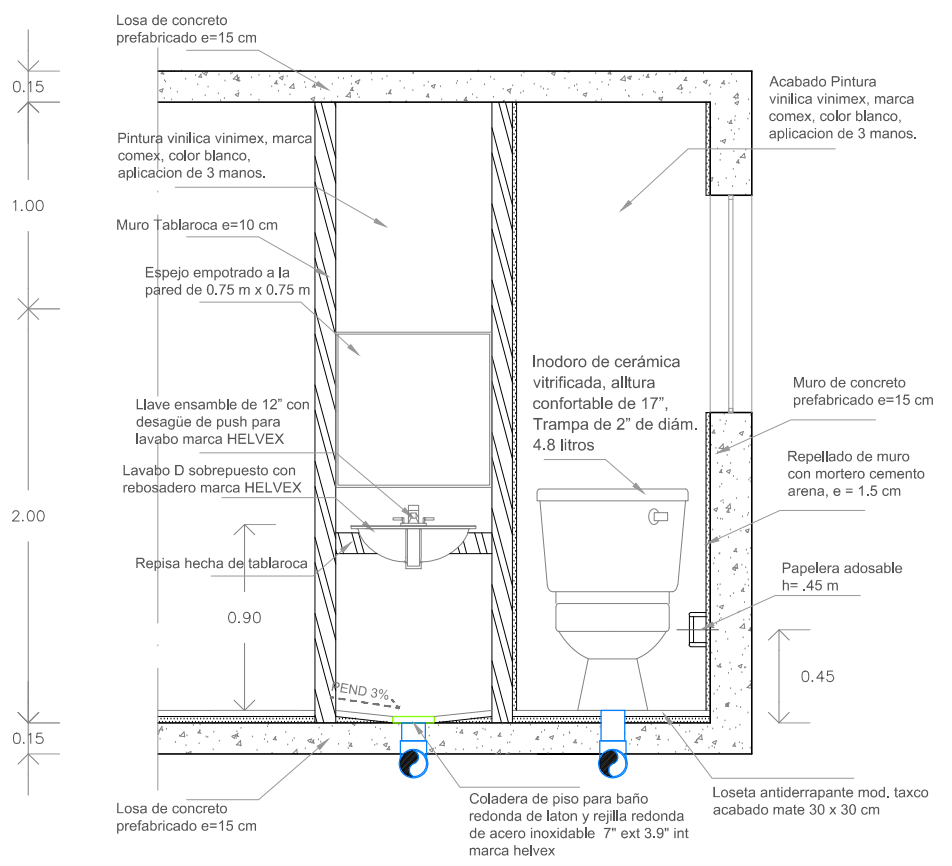 Losa de concreto
prefabricado e=15 cm
0.15
Acabado Pintura
vinilica vinimex, marca
comex, color blanco,
aplicacion de 3 manos.
Pintura vinilica vinimex, marca
comex, color blanco,
aplicacion de 3 manos.
1.00
Muro Tablaroca e=10 cm
Espejo empotrado a la
pared de 0.75 m x 0.75 m
Inodoro de cerámica
vitrificada, alltura
confortable de 17”,
Trampa de 2” de diám.
4.8 litros
Muro de concreto
prefabricado e=15 cm
Llave ensamble de 12” con
desagüe de push para
lavabo marca HELVEX
Repellado de muro
con mortero cemento
arena, e = 1.5 cm
Lavabo D sobrepuesto con
rebosadero marca HELVEX
2.00
Repisa hecha de tablaroca
Papelera adosable
h= .45 m
0.90
0.45
PEND 3%
0.15
Losa de concreto
prefabricado e=15 cm
Coladera de piso para baño
redonda de laton y rejilla redonda
de acero inoxidable 7" ext 3.9" int
marca helvex
Loseta antiderrapante mod. taxco
acabado mate 30 x 30 cm